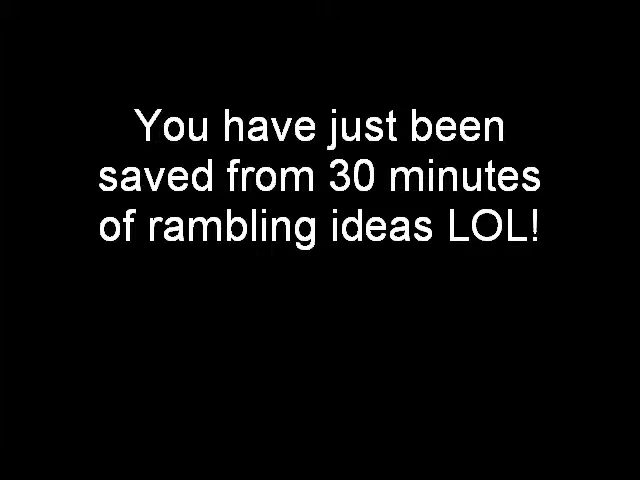 You have just been
saved from 30 minutes
of rambling ideas LOL!